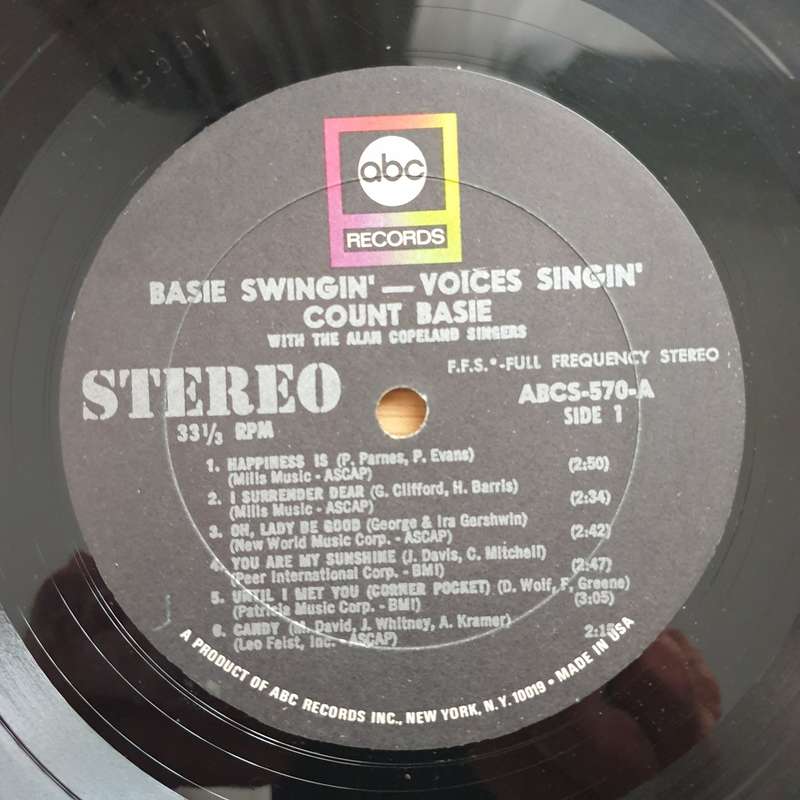 abc
RECORDS
BASIE SWINGIN' — VOICES SINGIN'
COUNT BASIE
WITH THE ALAN COPELAND SINGERS
F.F.S.*-FULL FREQUENCY STEREO
STEREO
ABCS-570-A
33 1/3 RPM
SIDE 1
1. HAPPINESS IS (P. Parnes, P. Evans) (2:50)
(Mills Music - ASCAP)
2. I SURRENDER DEAR (G. Clifford, H. Barris) (2:34)
(Mills Music - ASCAP)
3. OH, LADY BE GOOD (George & Ira Gershwin) (2:42)
(New World Music Corp. - ASCAP)
4. YOU ARE MY SUNSHINE (J. Davis, C. Mitchell) (2:47)
(Peer International Corp. - BMI)
5. UNTIL I MET YOU (CORNER POCKET) (D. Wolf, F. Greene)
(Patricia Music Corp. - BMI) (3:05)
6. CANDY (M. David, J. Whitney, A. Kramer)
(Leo Feist, Inc. - ASCAP)
A PRODUCT OF ABC RECORDS INC., NEW YORK, N.Y. 10019 • MADE IN USA